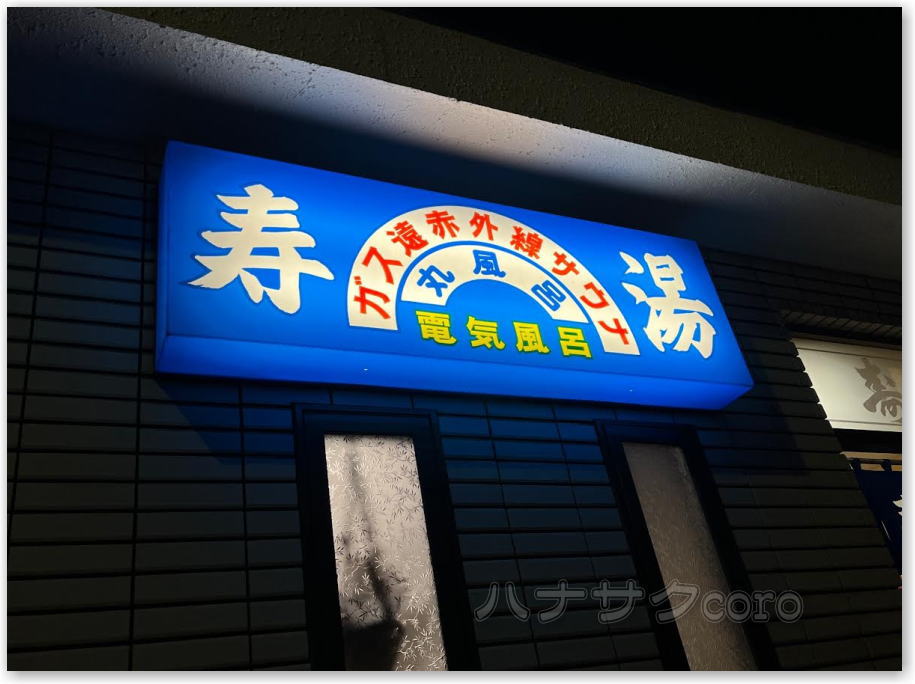 寿
ガス遠赤外線サウナ
丸風呂
電気風呂
湯
ハナサクcoro